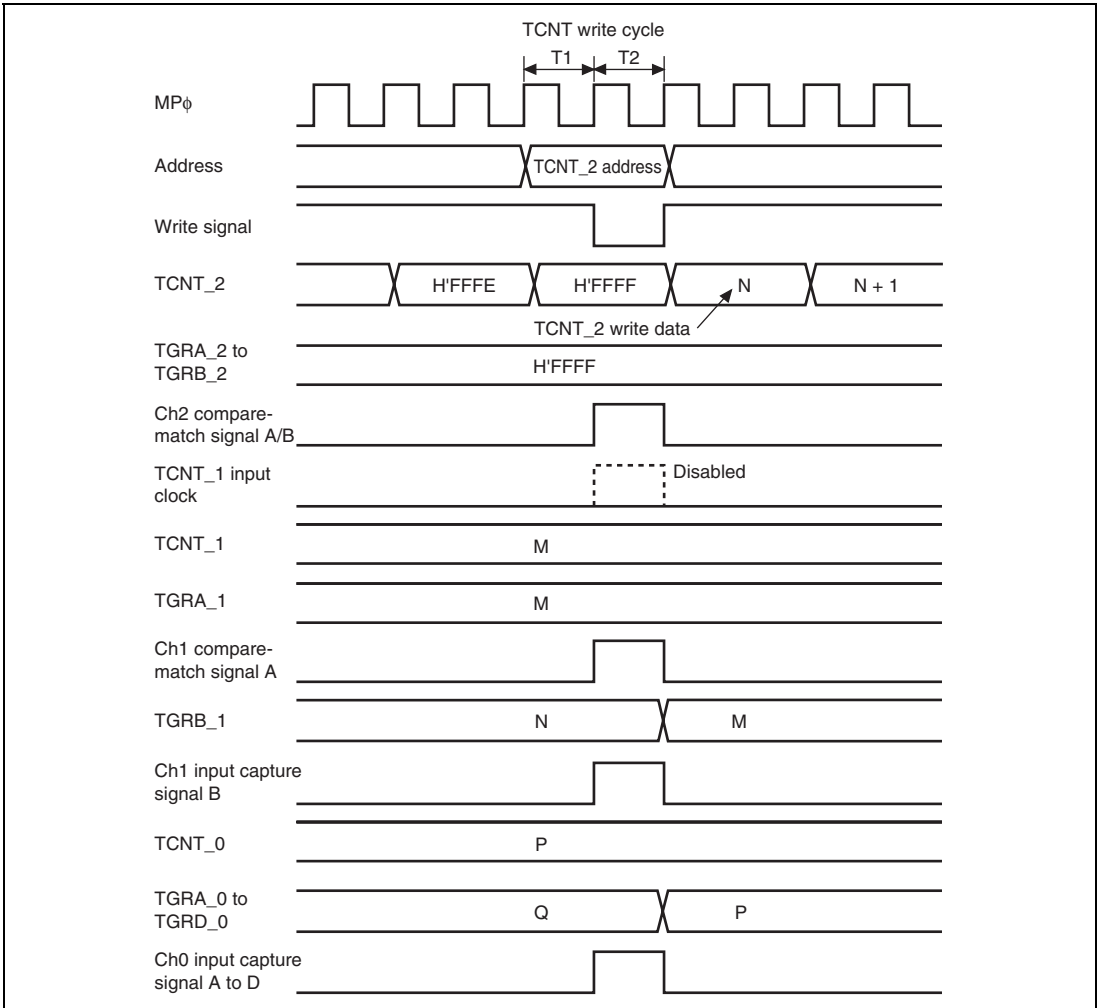 TCNT write cycle
T1 T2
MPφ
Address
TCNT_2 address
Write signal
TCNT_2
H'FFFE H'FFFF N N + 1
TCNT_2 write data
TGRA_2 to
TGRB_2
H'FFFF
Ch2 compare-
match signal A/B
TCNT_1 input
clock
Disabled
TCNT_1
M
TGRA_1
M
Ch1 compare-
match signal A
TGRB_1
N M
Ch1 input capture
signal B
TCNT_0
P
TGRA_0 to
TGRD_0
Q P
Ch0 input capture
signal A to D